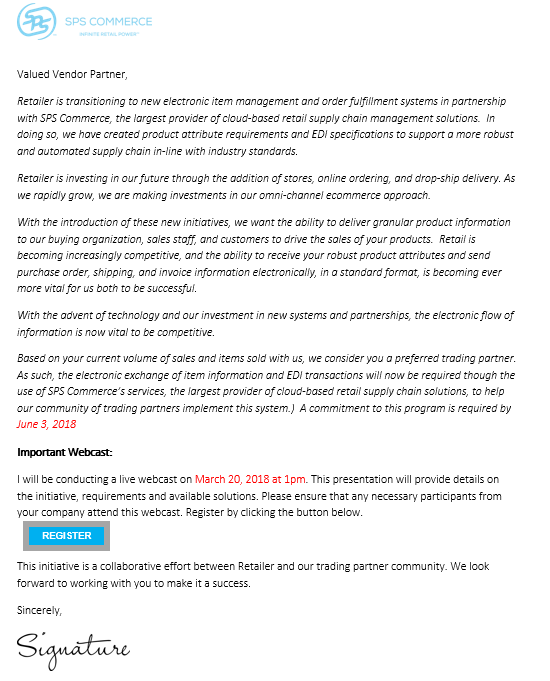 SPS
SPS COMMERCE
INFINITE RETAIL POWER™
Valued Vendor Partner,
Retailer is transitioning to new electronic item management and order fulfillment systems in partnership
with SPS Commerce, the largest provider of cloud-based retail supply chain management solutions.  In
doing so, we have created product attribute requirements and EDI specifications to support a more robust
and automated supply chain in-line with industry standards.
Retailer is investing in our future through the addition of stores, online ordering, and drop-ship delivery. As
we rapidly grow, we are making investments in our omni-channel ecommerce approach.
With the introduction of these new initiatives, we want the ability to deliver granular product information
to our buying organization, sales staff, and customers to drive the sales of your products.  Retail is
becoming increasingly competitive, and the ability to receive your robust product attributes and send
purchase order, shipping, and invoice information electronically, in a standard format, is becoming ever
more vital for us both to be successful.
With the advent of technology and our investment in new systems and partnerships, the electronic flow of
information is now vital to be competitive.
Based on your current volume of sales and items sold with us, we consider you a preferred trading partner.
As such, the electronic exchange of item information and EDI transactions will now be required though the
use of SPS Commerce's services, the largest provider of cloud-based retail supply chain solutions, to help
our community of trading partners implement this system.)  A commitment to this program is required by
June 3, 2018
Important Webcast:
I will be conducting a live webcast on March 20, 2018 at 1pm. This presentation will provide details on
the initiative, requirements and available solutions. Please ensure that any necessary participants from
your company attend this webcast. Register by clicking the button below.
REGISTER
This initiative is a collaborative effort between Retailer and our trading partner community. We look
forward to working with you to make it a success.
Sincerely,
Signature